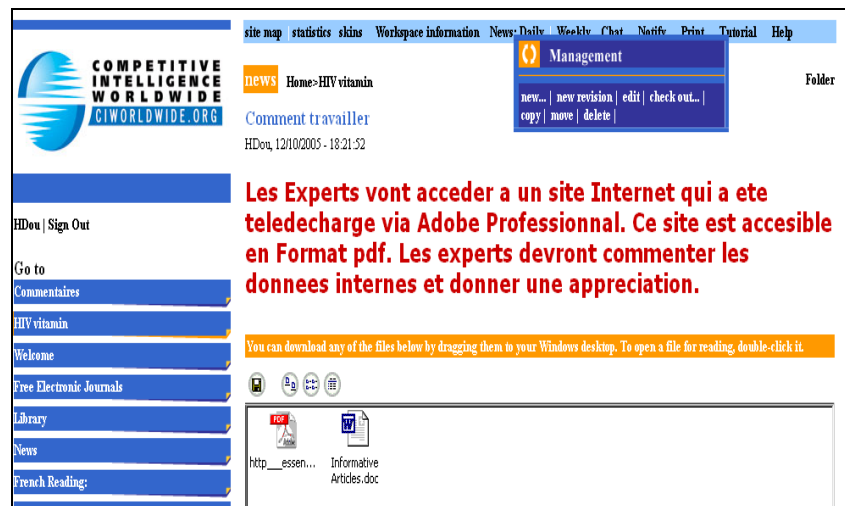 site map | statistics skins Workspace information News: Daily | Weekly Chat Notify Print Tutorial Help
COMPETITIVE
INTELLIGENCE
WORLDWIDE
CIWORLDWIDE.ORG
Management
new... | new revision | edit | check out... |
copy | move | delete |
news Home>HIV vitamin
Folder
Comment travailler
HDou, 12/10/2005 - 18:21:52
Les Experts vont acceder a un site Internet qui a ete
teledecharge via Adobe Professionnal. Ce site est accesible
en Format pdf. Les experts devront commenter les
donnees internes et donner une appreciation.
HDou | Sign Out
Go to
Commentaires
HIV vitamin
Welcome
Free Electronic Journals
Library
News
French Reading:
You can download any of the files below by dragging them to your Windows desktop. To open a file for reading, double-click it.
PDF
Adobe
W
http___essen...
Informative
Articles.doc